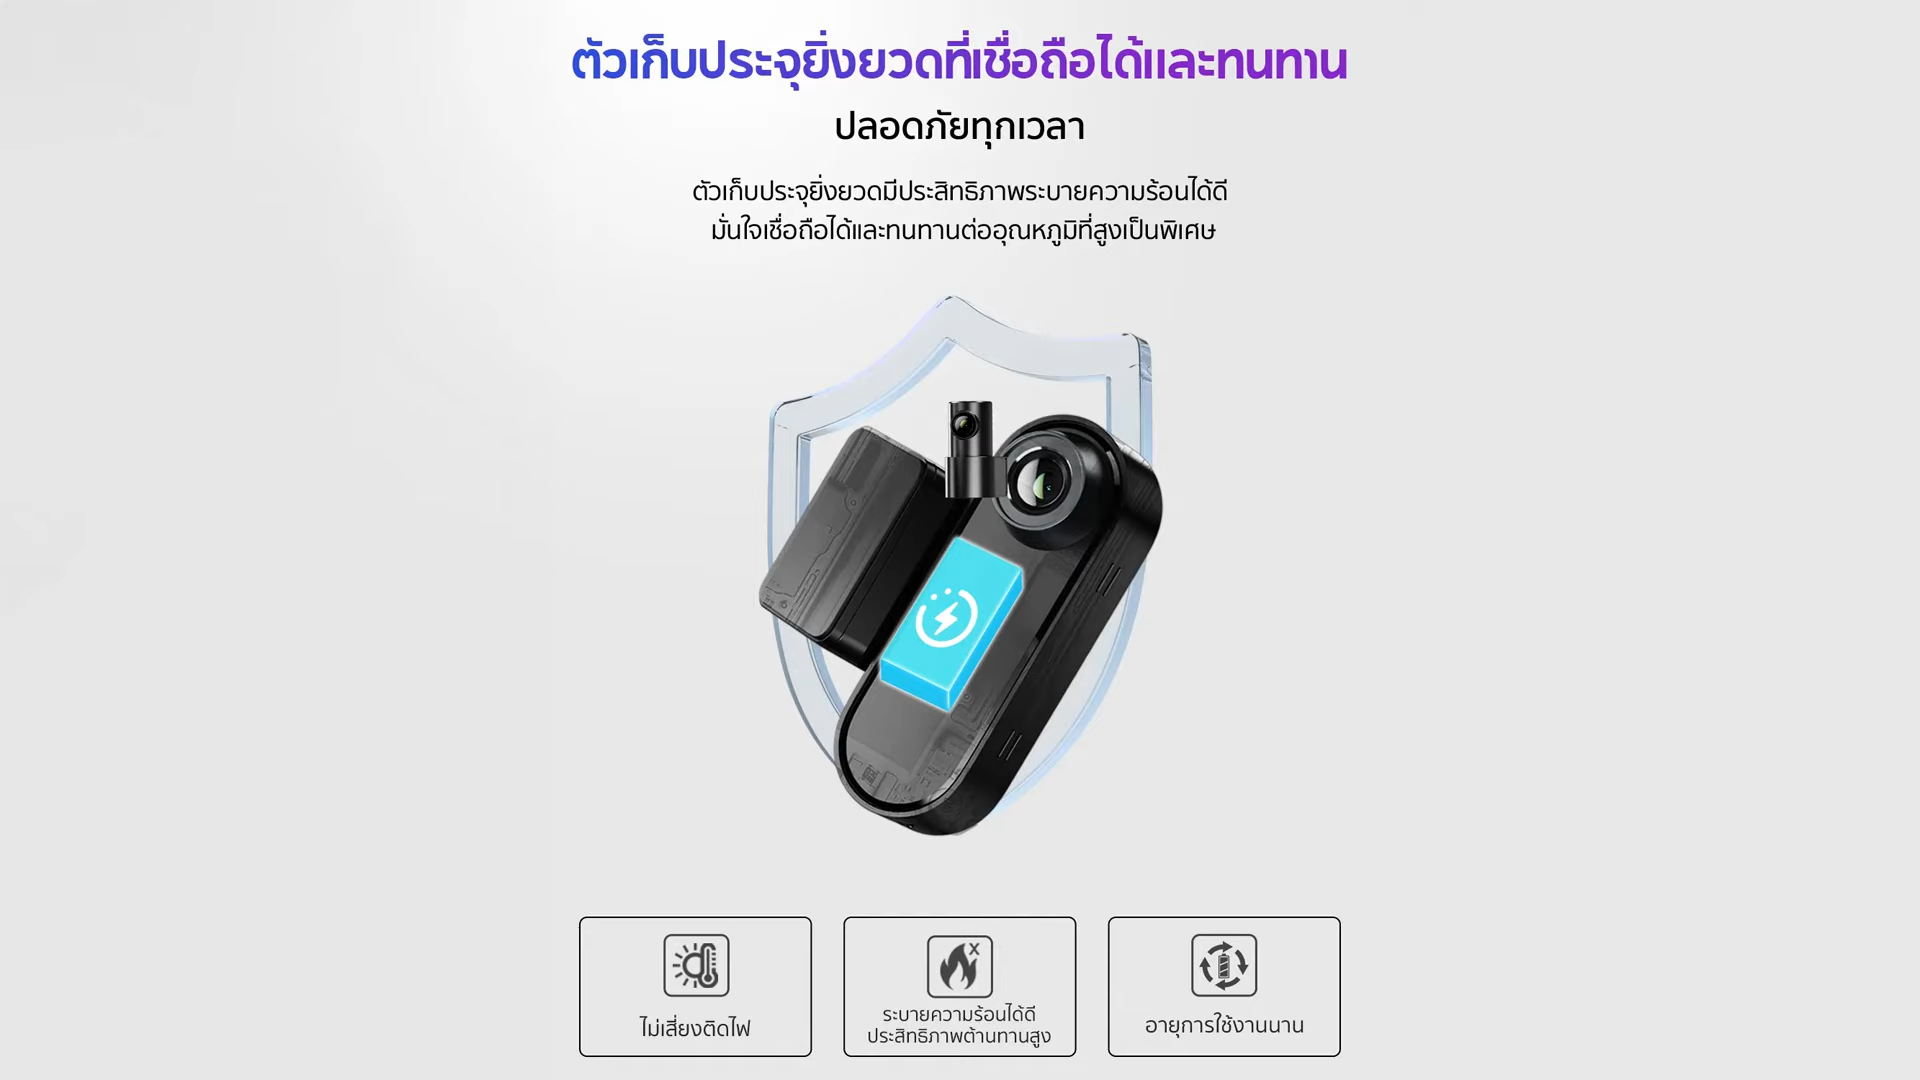 ตัวเก็บประจุยิ่งยวดที่เชื่อถือได้และทนทาน
ปลอดภัยทุกเวลา
ตัวเก็บประจุยิ่งยวดมีประสิทธิภาพระบายความร้อนได้ดี
มั่นใจเชื่อถือได้และทนทานต่ออุณหภูมิที่สูงเป็นพิเศษ
ไม่เสี่ยงติดไฟ
ระบายความร้อนได้ดี
ประสิทธิภาพต้านทานสูง
อายุการใช้งานนาน